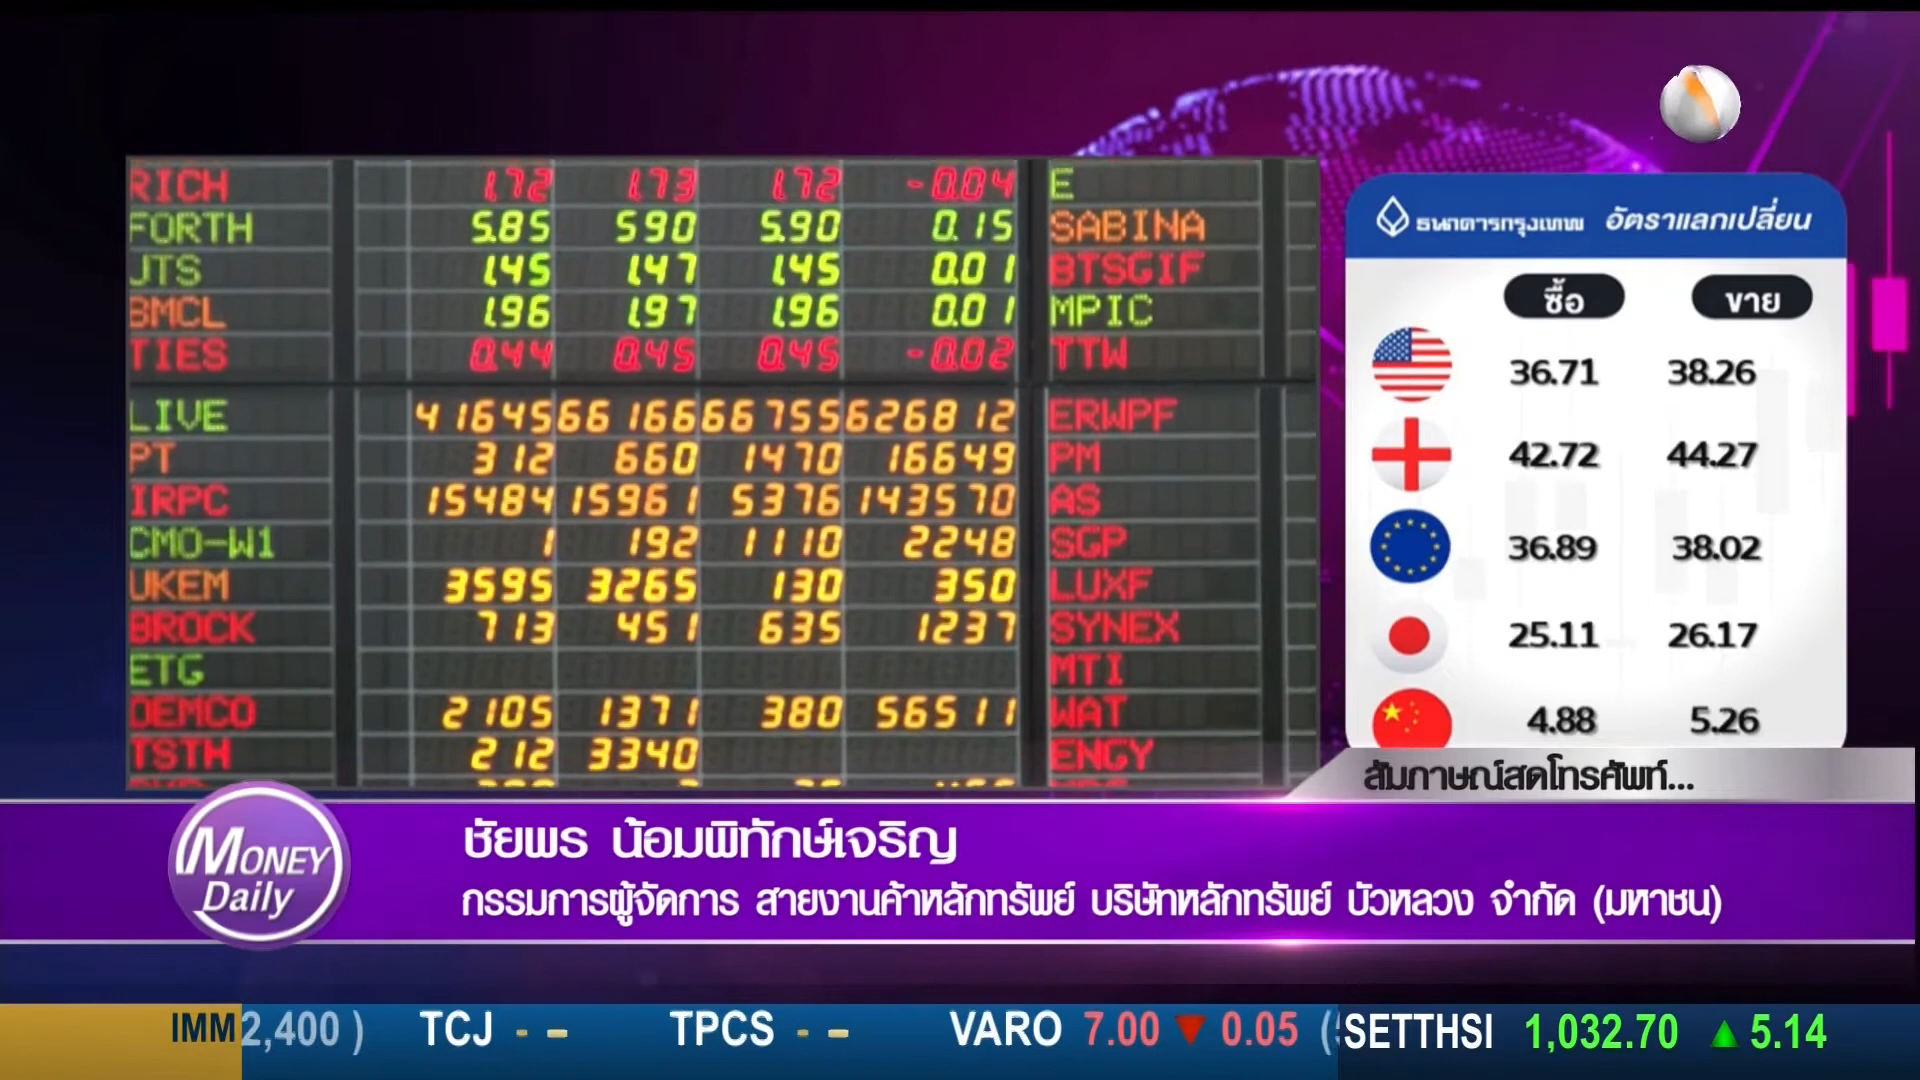 RICH 1.72 1.73 1.72 -0.04 E
FORTH 5.85 5.90 5.90 0.15 SABINA
JTS 1.45 1.47 1.45 0.01 BTSGIF
BMCL 1.96 1.97 1.96 0.01 MPIC
TIES 0.44 0.45 0.45 -0.02 TTW
LIVE 41645 66166 66755 626812 ERWPF
PT 312 660 1470 16649 PM
IRPC 15484 15961 5376 143570 AS
CMO-W1 1 192 1110 2248 SGP
UKEM 3595 3265 130 350 LUXF
BROCK 713 451 635 1237 SYNEX
ETG MTI
DEMCO 2105 1371 380 56511 WAT
TSTH 212 3340 ENGY
ธนาคารกรุงเทพ อัตราแลกเปลี่ยน
ซื้อ ขาย
36.71 38.26
42.72 44.27
36.89 38.02
25.11 26.17
4.88 5.26
สัมภาษณ์สดโทรศัพท์...
MONEY
Daily
ชัยพร น้อมพิทักษ์เจริญ
กรรมการผู้จัดการ สายงานค้าหลักทรัพย์ บริษัทหลักทรัพย์ บัวหลวง จำกัด (มหาชน)
IMM 2,400 ) TCJ - - TPCS - - VARO 7.00 ▼ 0.05 ( SETTHSI 1,032.70 ▲ 5.14